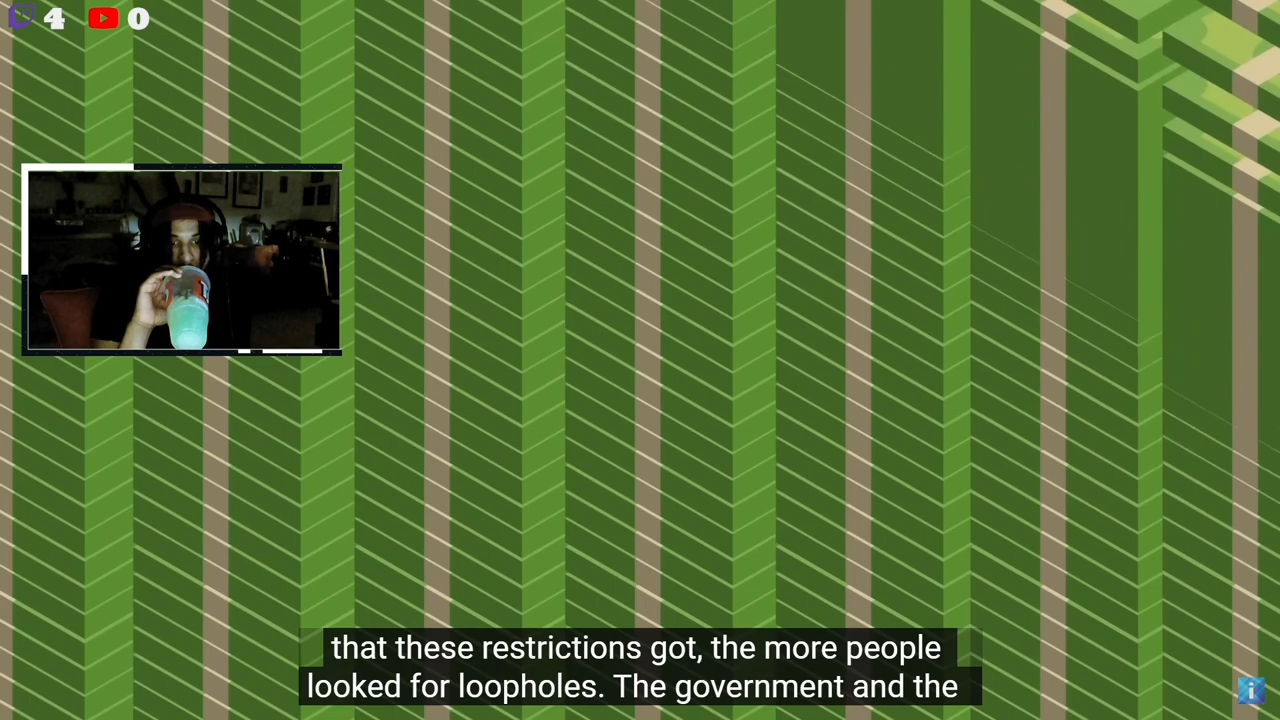 4 0
that these restrictions got, the more people
looked for loopholes. The government and the